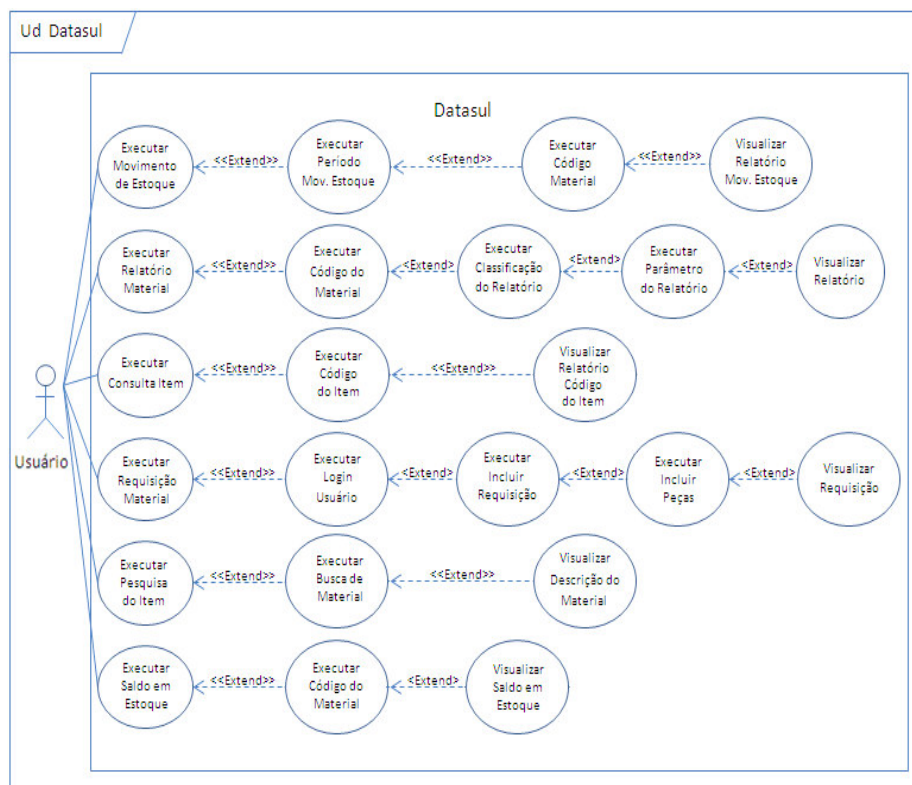 Ud Datasul
Datasul
Executar
Movimento
de Estoque
<<Extend>>
Executar
Período
Mov. Estoque
<<Extend>>
Executar
Código
Material
<<Extend>>
Visualizar
Relatório
Mov. Estoque
Executar
Relatório
Material
<<Extend>>
Executar
Código do
Material
<Extend>
Executar
Classificação
do Relatório
<Extend>
Executar
Parâmetro
do Relatório
<Extend>
Visualizar
Relatório
Executar
Consulta Item
<<Extend>>
Executar
Código
do Item
<<Extend>>
Visualizar
Relatório
Código
do Item
Usuário
Executar
Requisição
Material
<<Extend>>
Executar
Login
Usuário
<Extend>
Executar
Incluir
Requisição
<Extend>
Executar
Incluir
Peças
<Extend>
Visualizar
Requisição
Executar
Pesquisa
do Item
<<Extend>>
Executar
Busca de
Material
<<Extend>>
Visualizar
Descrição do
Material
Executar
Saldo em
Estoque
<<Extend>>
Executar
Código do
Material
<Extend>
Visualizar
Saldo em
Estoque